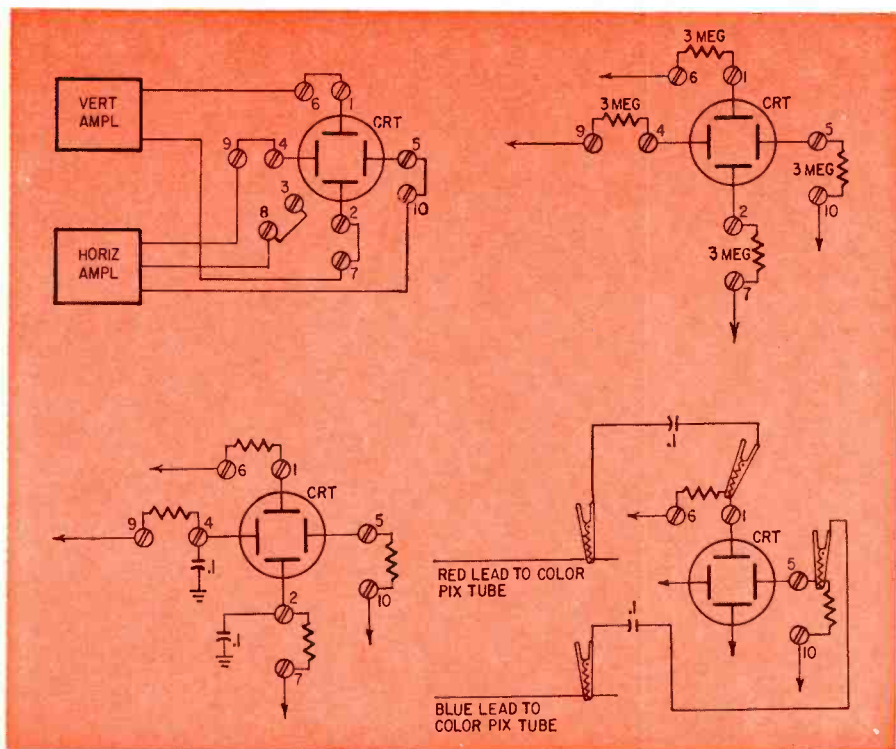 VERT
AMPL
6
1
CRT
9
4
5
3
8
2
10
7
HORIZ
AMPL
3 MEG
6
1
3 MEG
CRT
9
4
5
3 MEG
10
2
3 MEG
7
6
1
CRT
9
4
5
.1
2
10
.1
7
.1
6
1
CRT
RED LEAD TO COLOR
PIX TUBE
5
.1
10
BLUE LEAD TO
COLOR PIX TUBE